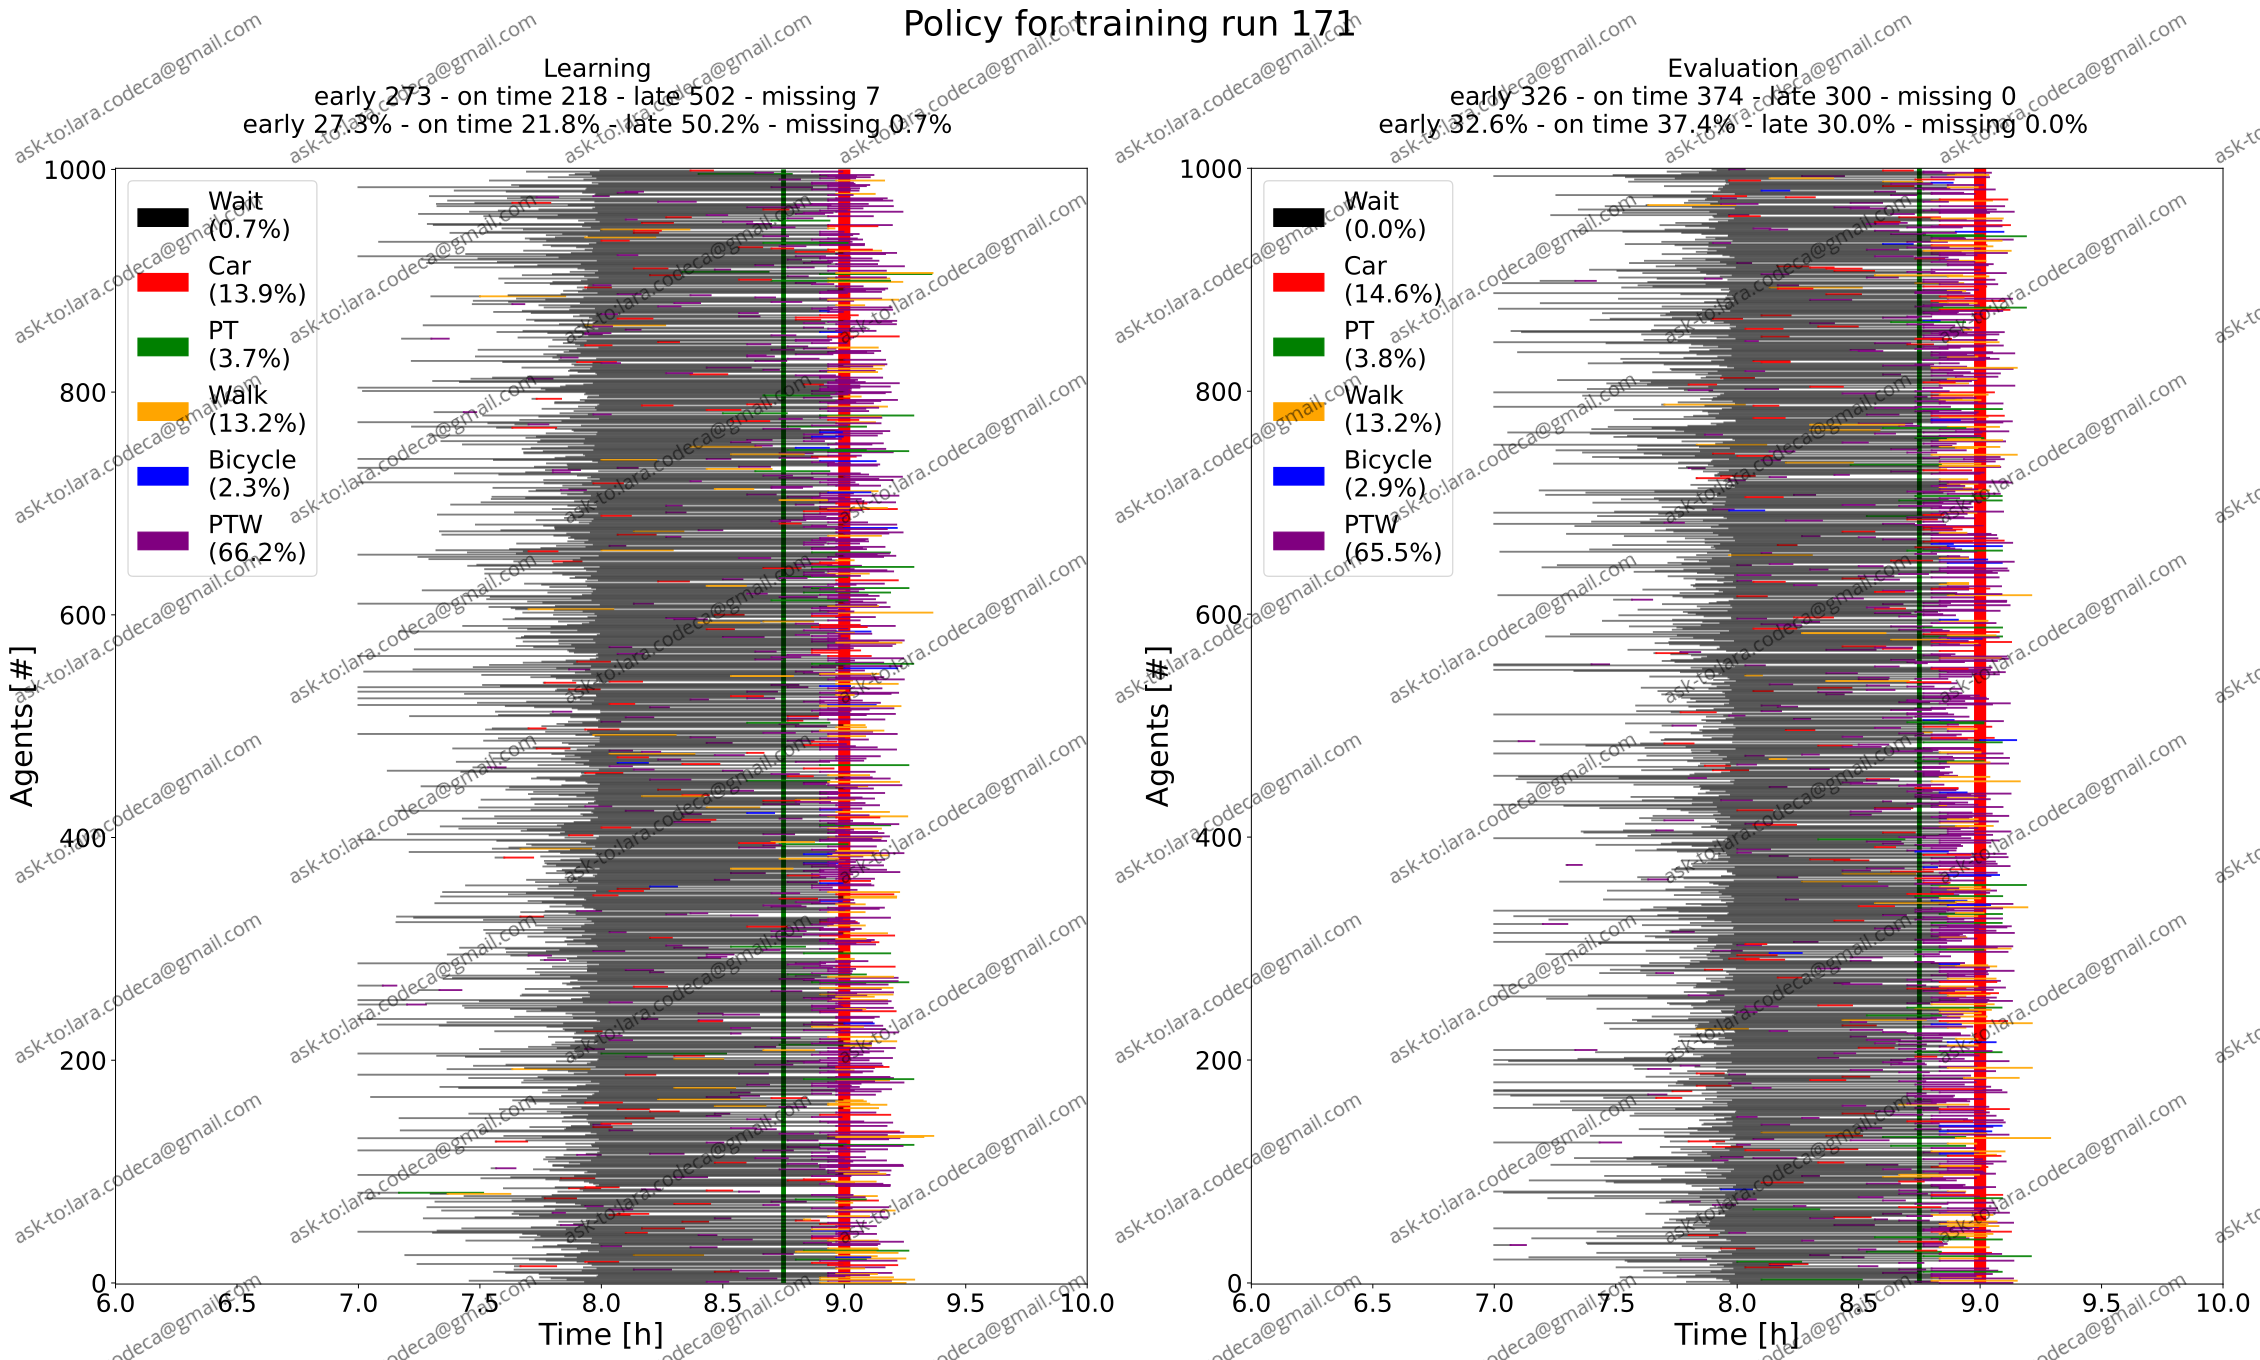 Policy for training run 171
Learning
early 273 - on time 218 - late 502 - missing 7
early 27.3% - on time 21.8% - late 50.2% - missing 0.7%
1000
800
600
400
200
0
Agents [#]
Wait
(0.7%)
Car
(13.9%)
PT
(3.7%)
Walk
(13.2%)
Bicycle
(2.3%)
PTW
(66.2%)
6.0 6.5 7.0 7.5 8.0 8.5 9.0 9.5 10.0
Time [h]
Evaluation
early 326 - on time 374 - late 300 - missing 0
early 32.6% - on time 37.4% - late 30.0% - missing 0.0%
1000
800
600
400
200
0
Agents [#]
Wait
(0.0%)
Car
(14.6%)
PT
(3.8%)
Walk
(13.2%)
Bicycle
(2.9%)
PTW
(65.5%)
6.0 6.5 7.0 7.5 8.0 8.5 9.0 9.5 10.0
Time [h]
ask-to:lara.codeca@gmail.com